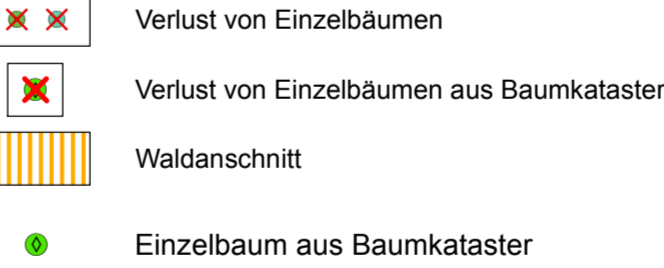 Verlust von Einzelbäumen
Verlust von Einzelbäumen aus Baumkataster
Waldanschnitt
Einzelbaum aus Baumkataster